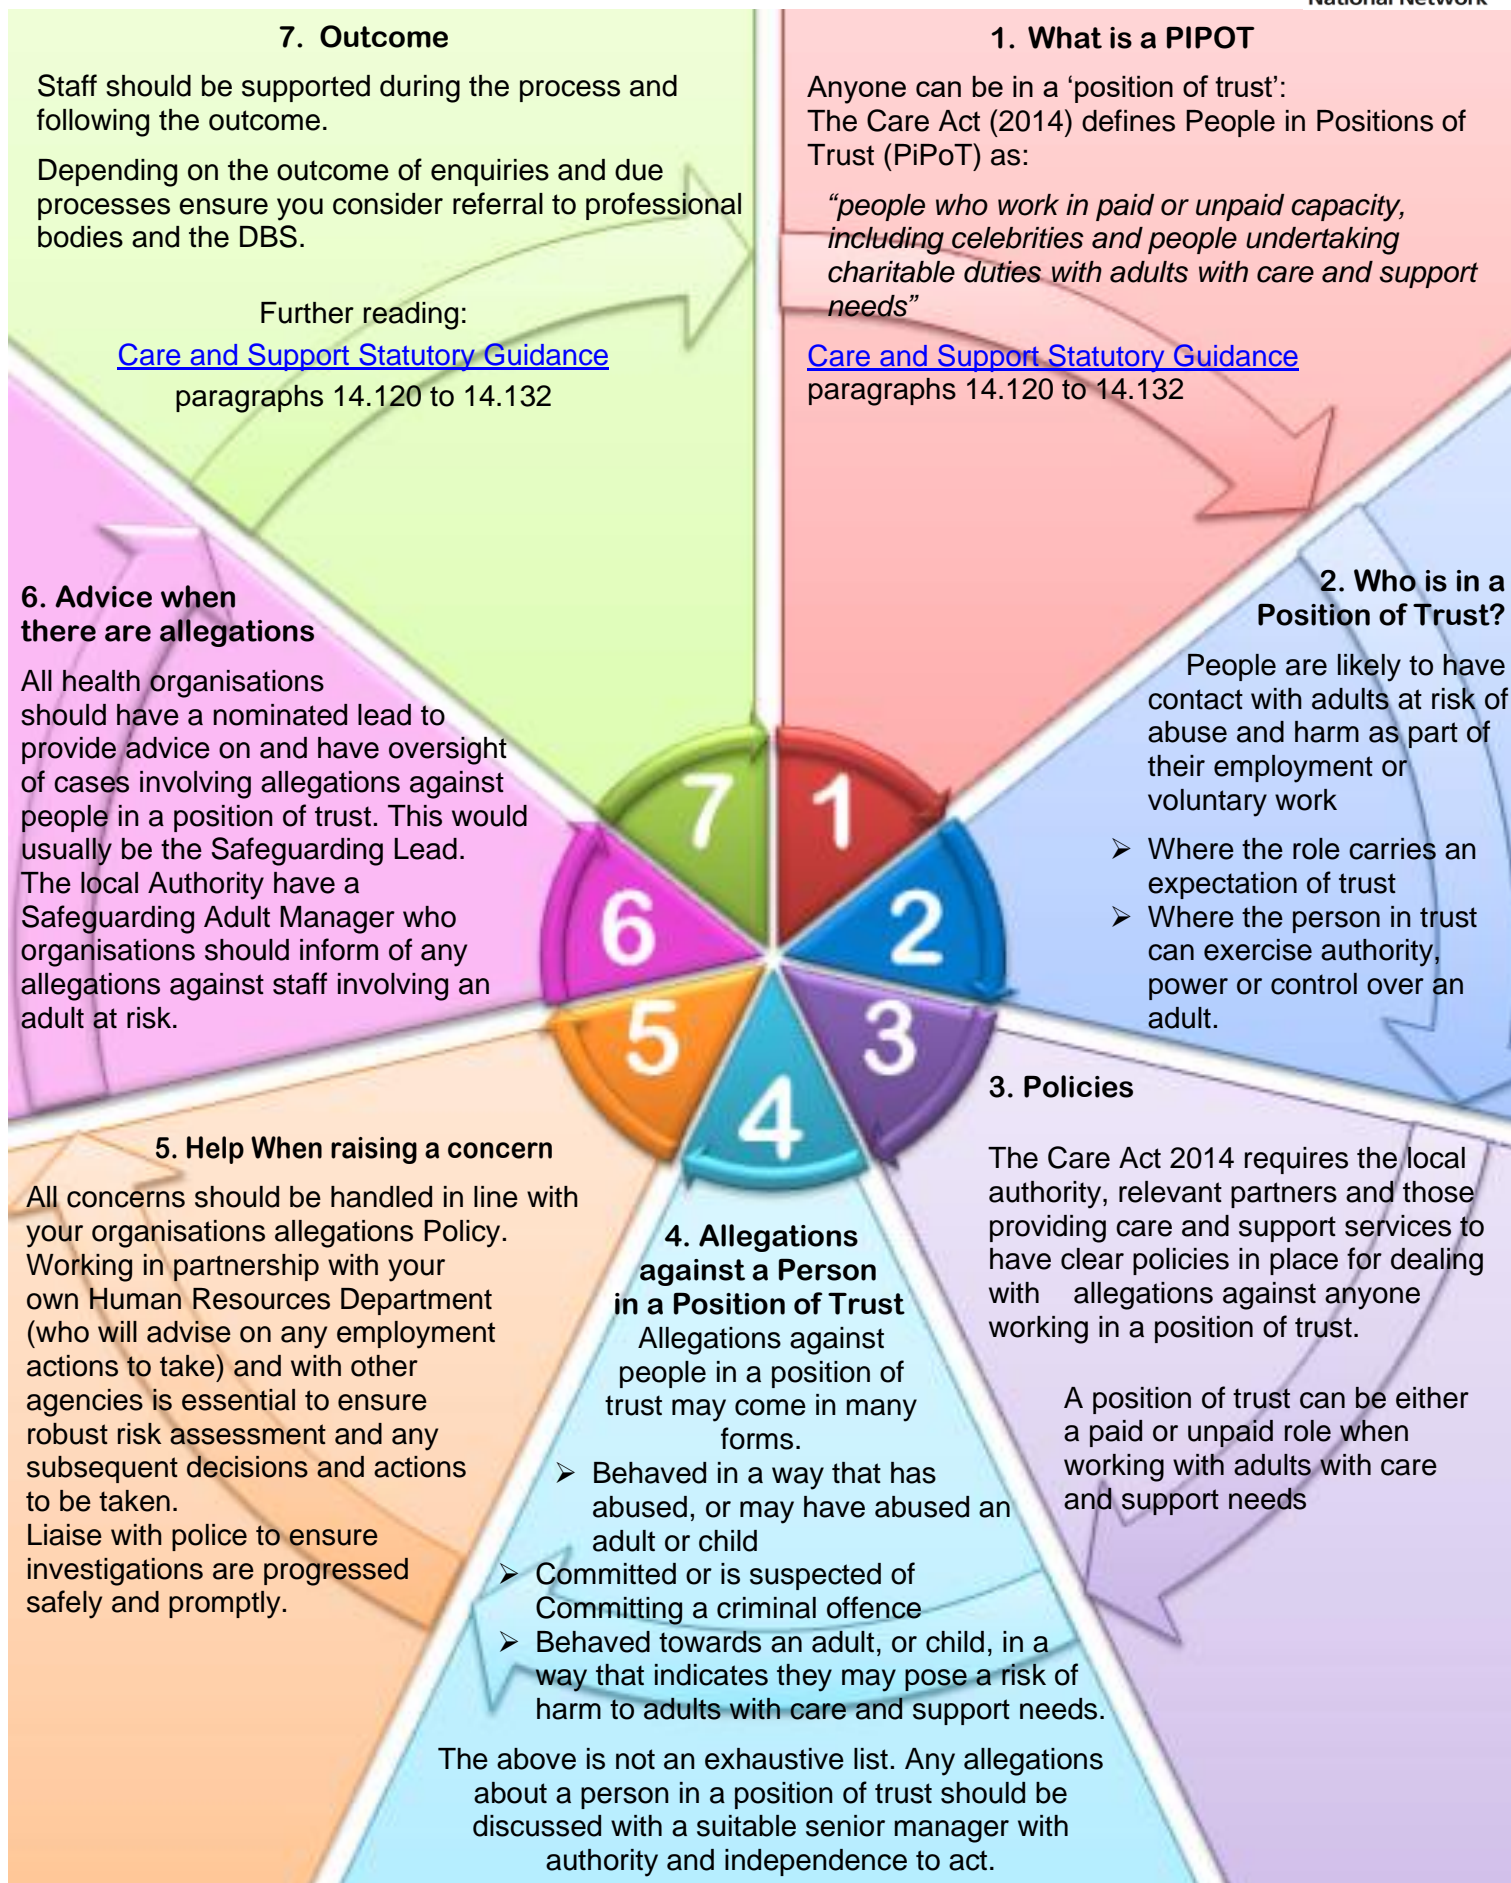 National Network
1. What is a PIPOT
Anyone can be in a ‘position of trust’:
The Care Act (2014) defines People in Positions of
Trust (PiPoT) as:
“people who work in paid or unpaid capacity,
including celebrities and people undertaking
charitable duties with adults with care and support
needs”
Care and Support Statutory Guidance
paragraphs 14.120 to 14.132
2. Who is in a
Position of Trust?
People are likely to have
contact with adults at risk of
abuse and harm as part of
their employment or
voluntary work
➢ Where the role carries an
expectation of trust
➢ Where the person in trust
can exercise authority,
power or control over an
adult.
3. Policies
The Care Act 2014 requires the local
authority, relevant partners and those
providing care and support services to
have clear policies in place for dealing
with allegations against anyone
working in a position of trust.
A position of trust can be either
a paid or unpaid role when
working with adults with care
and support needs
4. Allegations
against a Person
in a Position of Trust
Allegations against
people in a position of
trust may come in many
forms.
➢ Behaved in a way that has
abused, or may have abused an
adult or child
➢ Committed or is suspected of
Committing a criminal offence
➢ Behaved towards an adult, or child, in a
way that indicates they may pose a risk of
harm to adults with care and support needs.
The above is not an exhaustive list. Any allegations
about a person in a position of trust should be
discussed with a suitable senior manager with
authority and independence to act.
5. Help When raising a concern
All concerns should be handled in line with
your organisations allegations Policy.
Working in partnership with your
own Human Resources Department
(who will advise on any employment
actions to take) and with other
agencies is essential to ensure
robust risk assessment and any
subsequent decisions and actions
to be taken.
Liaise with police to ensure
investigations are progressed
safely and promptly.
6. Advice when
there are allegations
All health organisations
should have a nominated lead to
provide advice on and have oversight
of cases involving allegations against
people in a position of trust. This would
usually be the Safeguarding Lead.
The local Authority have a
Safeguarding Adult Manager who
organisations should inform of any
allegations against staff involving an
adult at risk.
7. Outcome
Staff should be supported during the process and
following the outcome.
Depending on the outcome of enquiries and due
processes ensure you consider referral to professional
bodies and the DBS.
Further reading:
Care and Support Statutory Guidance
paragraphs 14.120 to 14.132
1
2
3
4
5
6
7